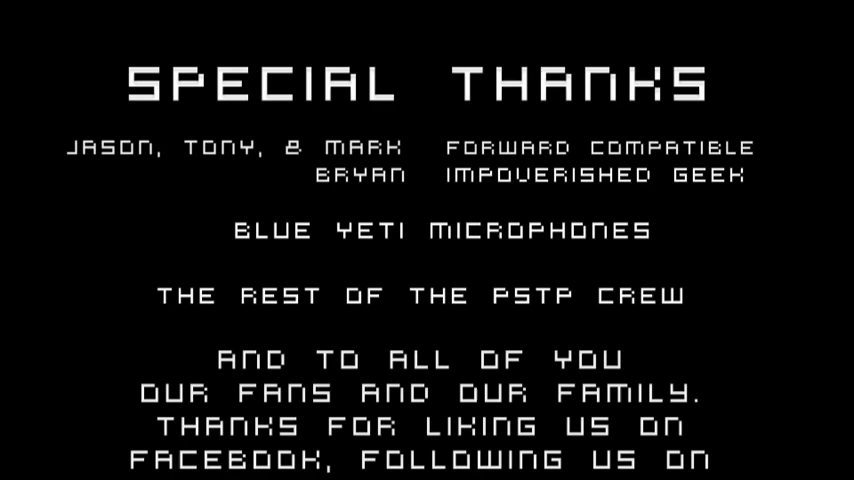 SPECIAL THANKS
JASON, TONY, & MARK FORWARD COMPATIBLE
BRYAN IMPOVERISHED GEEK
BLUE YETI MICROPHONES
THE REST OF THE PSTP CREW
AND TO ALL OF YOU
OUR FANS AND OUR FAMILY.
THANKS FOR LIKING US ON
FACEBOOK, FOLLOWING US ON